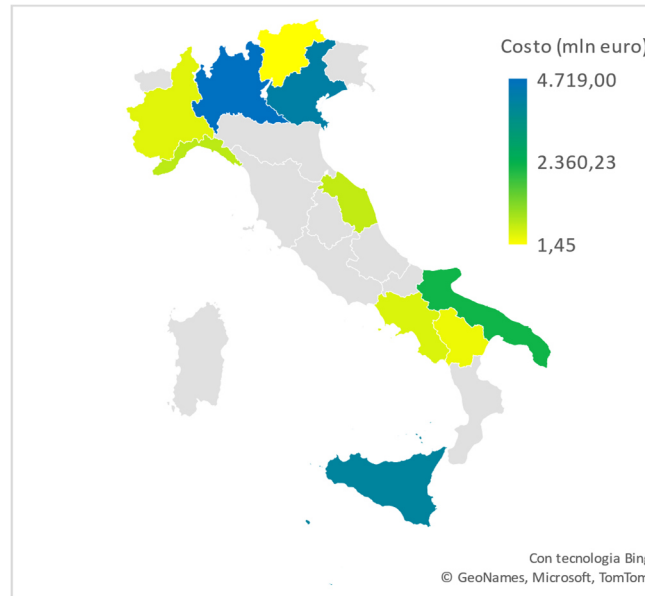 Costo (mln euro)
4.719,00
2.360,23
1,45
Con tecnologia Bing
© GeoNames, Microsoft, TomTom